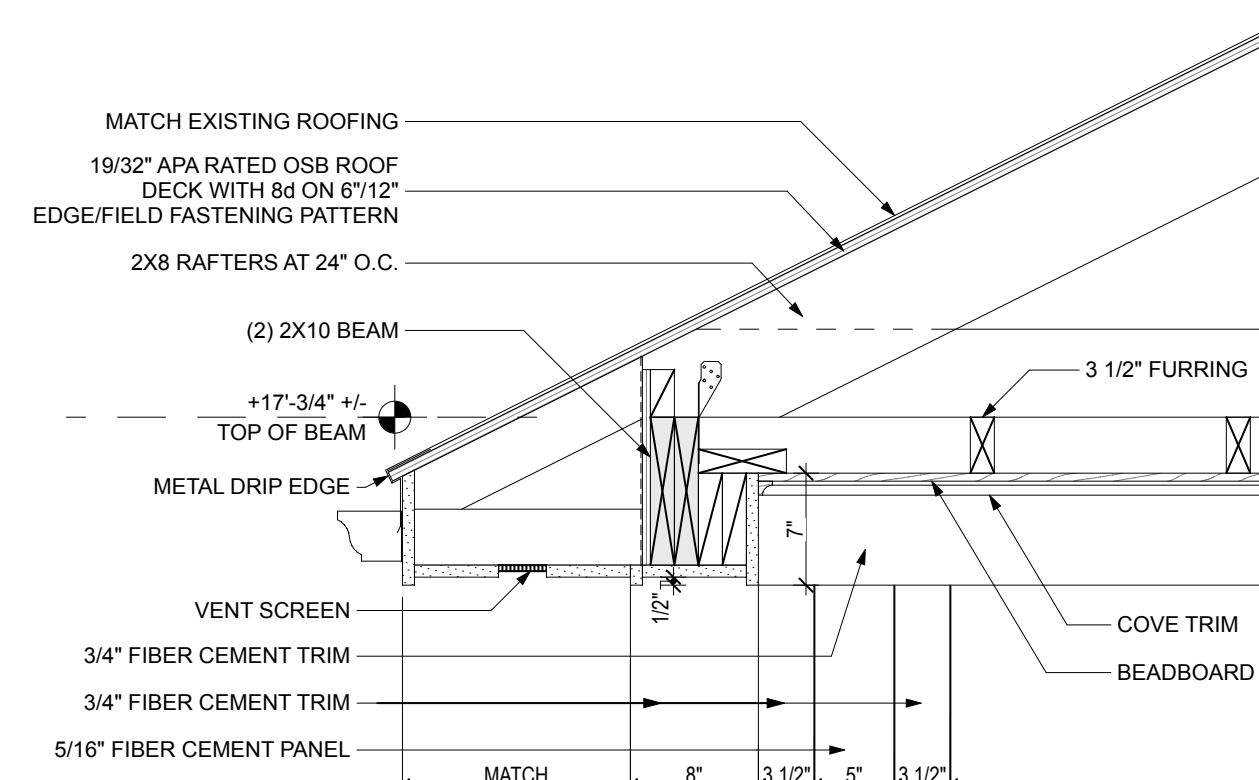 MATCH EXISTING ROOFING
19/32" APA RATED OSB ROOF
DECK WITH 8d ON 6"/12"
EDGE/FIELD FASTENING PATTERN
2X8 RAFTERS AT 24" O.C.
(2) 2X10 BEAM
3 1/2" FURRING
+17'-3/4" +/-
TOP OF BEAM
METAL DRIP EDGE
7"
1/2"
VENT SCREEN
COVE TRIM
3/4" FIBER CEMENT TRIM
BEADBOARD
3/4" FIBER CEMENT TRIM
5/16" FIBER CEMENT PANEL
MATCH
8"
3 1/2"
5"
3 1/2"